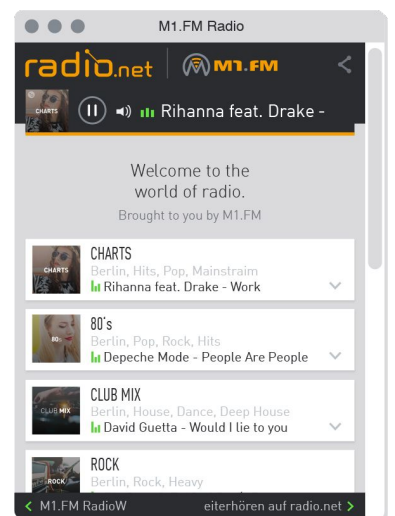 M1.FM Radio
radio.net M1.FM
CHARTS
Rihanna feat. Drake -
Welcome to the
world of radio.
Brought to you by M1.FM
CHARTS
CHARTS
Berlin, Hits, Pop, Mainstraim
Rihanna feat. Drake - Work
80's
80s
Berlin, Pop, Rock, Hits
Depeche Mode - People Are People
CLUB MIX
CLUB MIX
Berlin, House, Dance, Deep House
David Guetta - Would I lie to you
ROCK
ROCK
Berlin, Rock, Heavy
M1.FM RadioW eiterhören auf radio.net